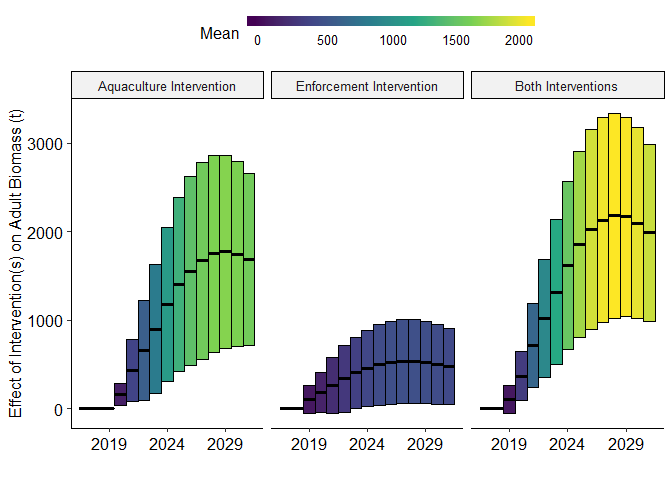 Mean
0 500 1000 1500 2000
Aquaculture Intervention Enforcement Intervention Both Interventions
Effect of Intervention(s) on Adult Biomass (t)
3000
2000
1000
0
2019 2024 2029 2019 2024 2029 2019 2024 2029